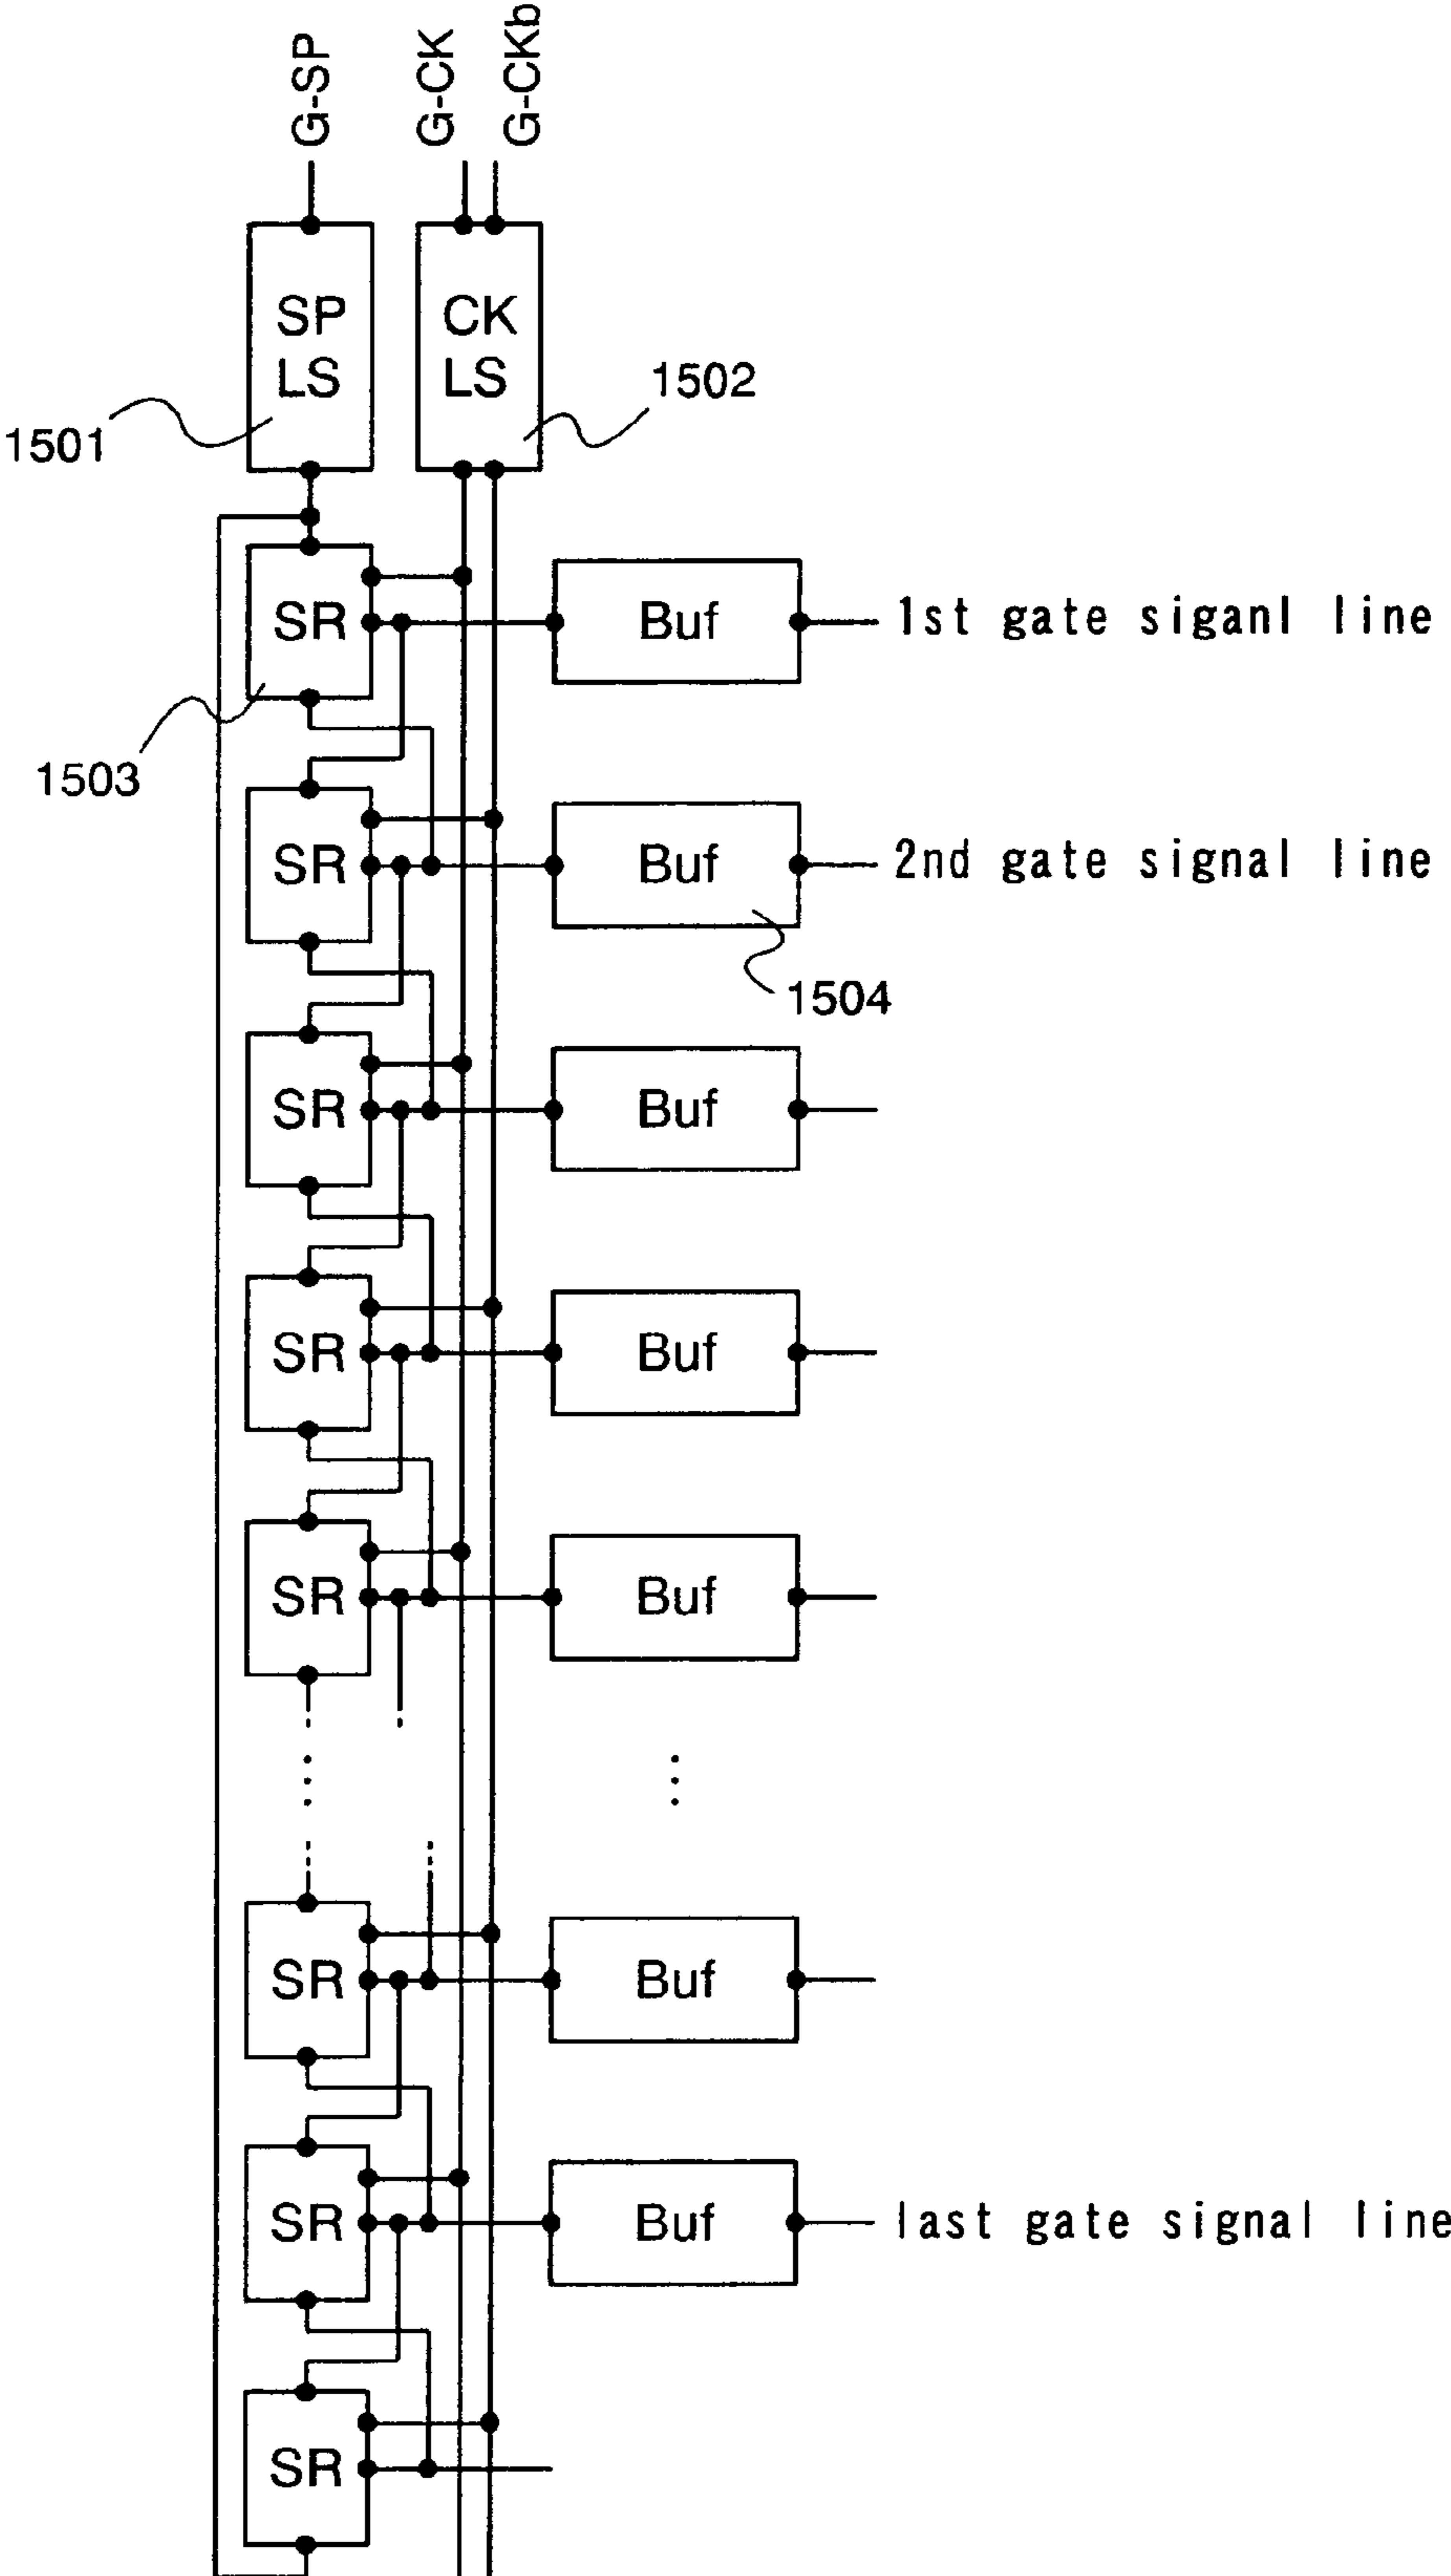 G-SP
G-CK
G-CKb
SP
LS
CK
LS
1501
1502
SR
Buf
1st gate siganl line
1503
SR
Buf
2nd gate signal line
1504
SR
Buf
SR
Buf
SR
Buf
SR
Buf
SR
Buf
last gate signal line
SR